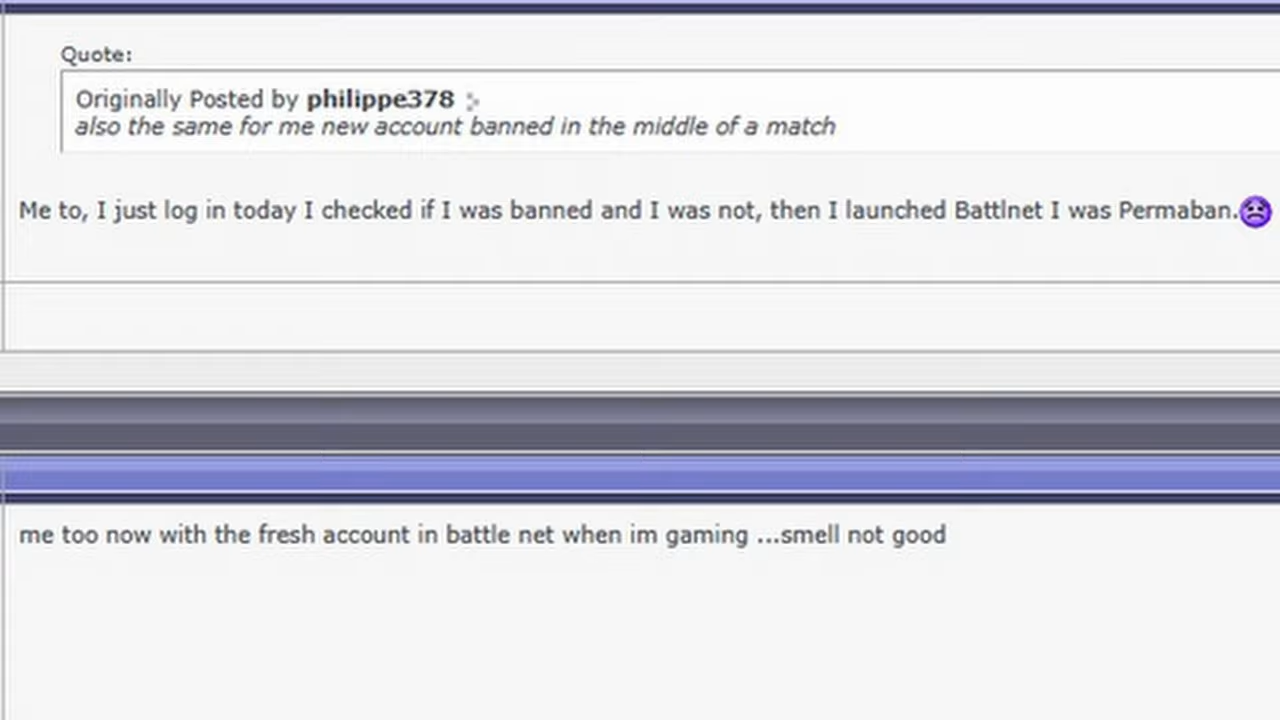 Quote:
Originally Posted by philippe378
also the same for me new account banned in the middle of a match
Me to, I just log in today I checked if I was banned and I was not, then I launched Battlnet I was Permaban.
me too now with the fresh account in battle net when im gaming ...smell not good